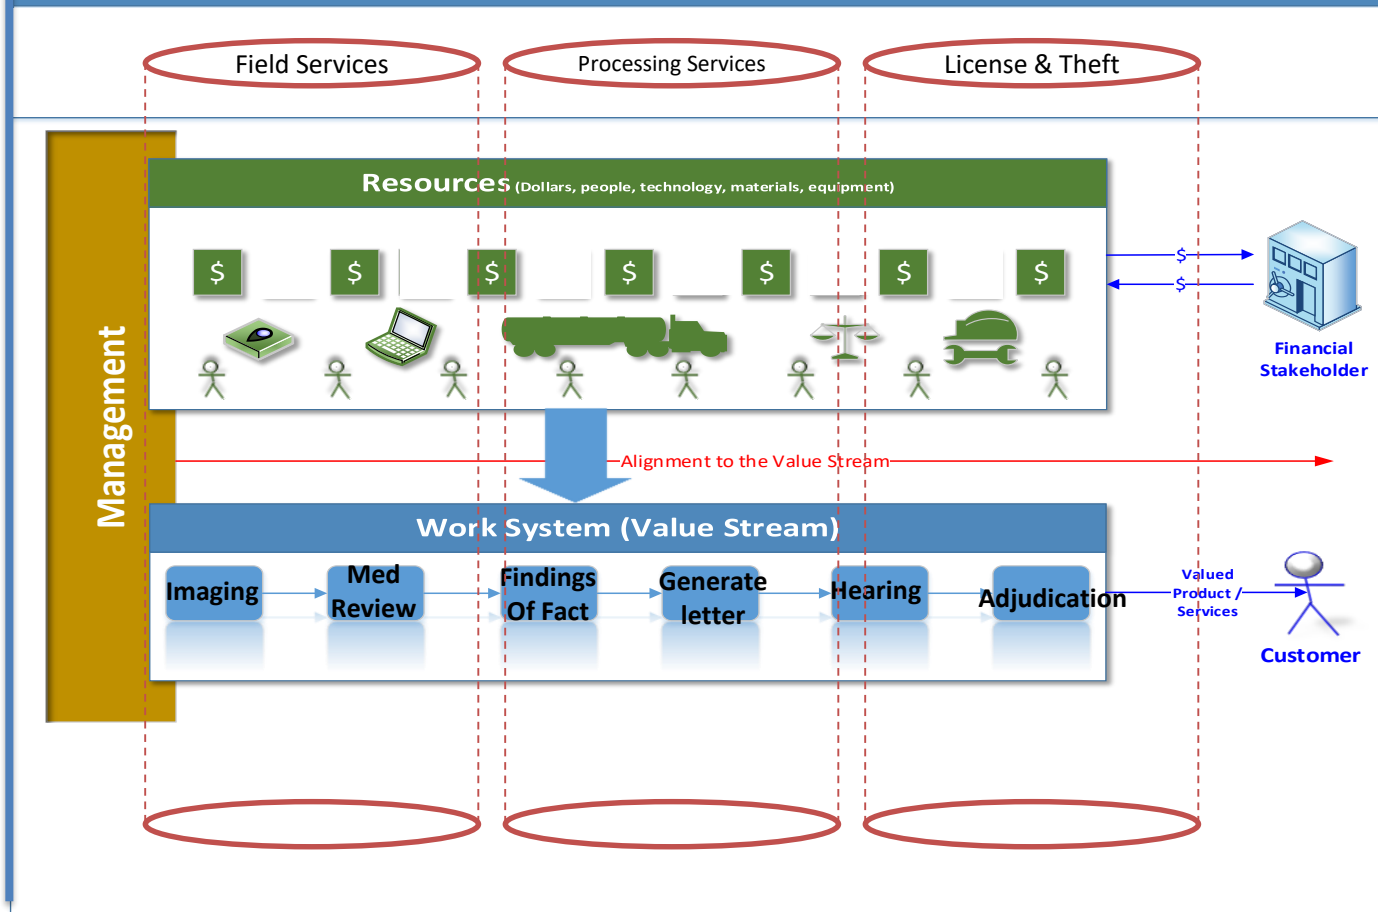 Field Services
Processing Services
License & Theft
Management
Resources (Dollars, people, technology, materials, equipment)
$ $ $ $ $ $ $
$
$
Financial
Stakeholder
Alignment to the Value Stream
Work System (Value Stream)
Imaging
Med
Review
Findings
Of Fact
Generate
letter
Hearing
Adjudication
Valued
Product /
Services
Customer